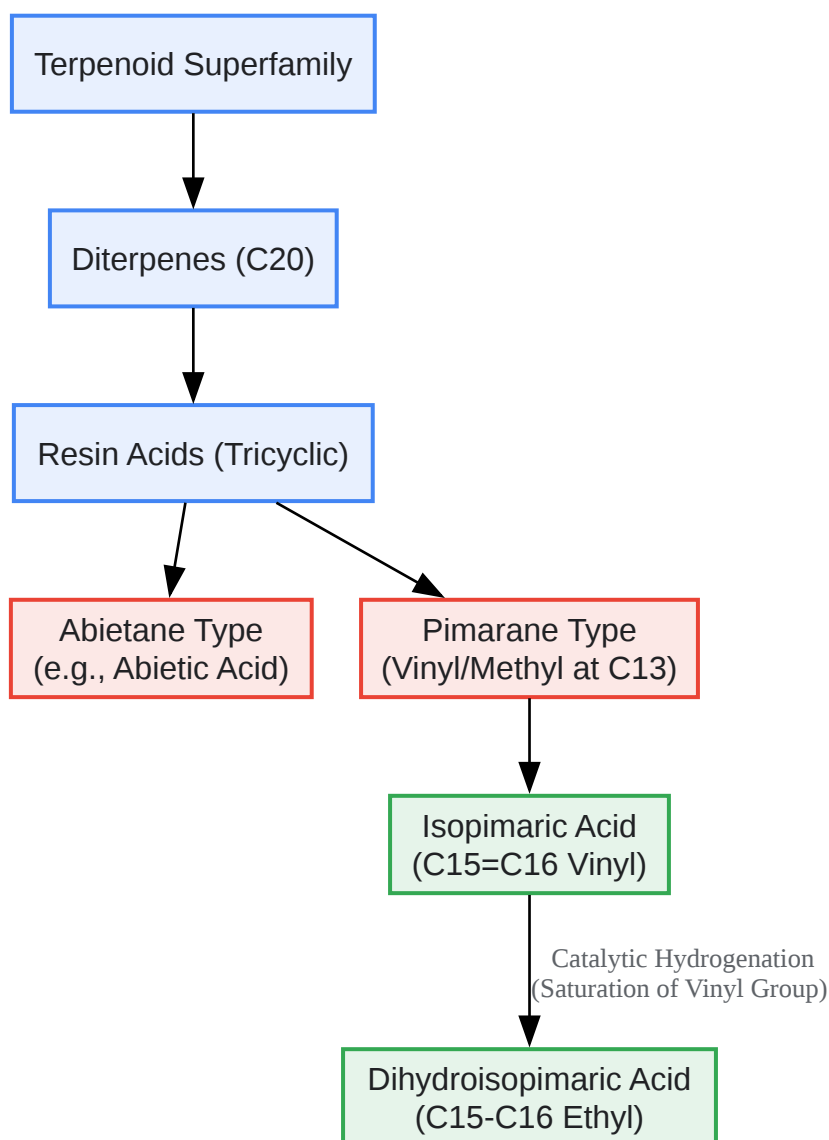 Terpenoid Superfamily
Diterpenes (C20)
Resin Acids (Tricyclic)
Abietane Type
(e.g., Abietic Acid)
Pimarane Type
(Vinyl/Methyl at C13)
Isopimaric Acid
(C15=C16 Vinyl)
Catalytic Hydrogenation
(Saturation of Vinyl Group)
Dihydroisopimaric Acid
(C15-C16 Ethyl)